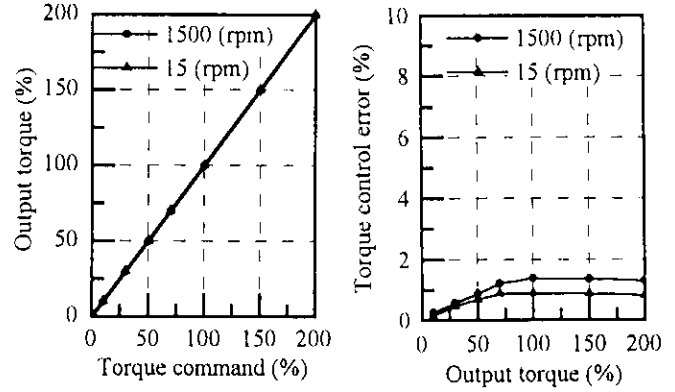 200
150
100
50
0
1500 (rpm)
15 (rpm)
Output torque (%)
0 50 100 150 200
Torque command (%)
10
8
6
4
2
0
1500 (rpm)
15 (rpm)
Torque control error (%)
0 50 100 150 200
Output torque (%)